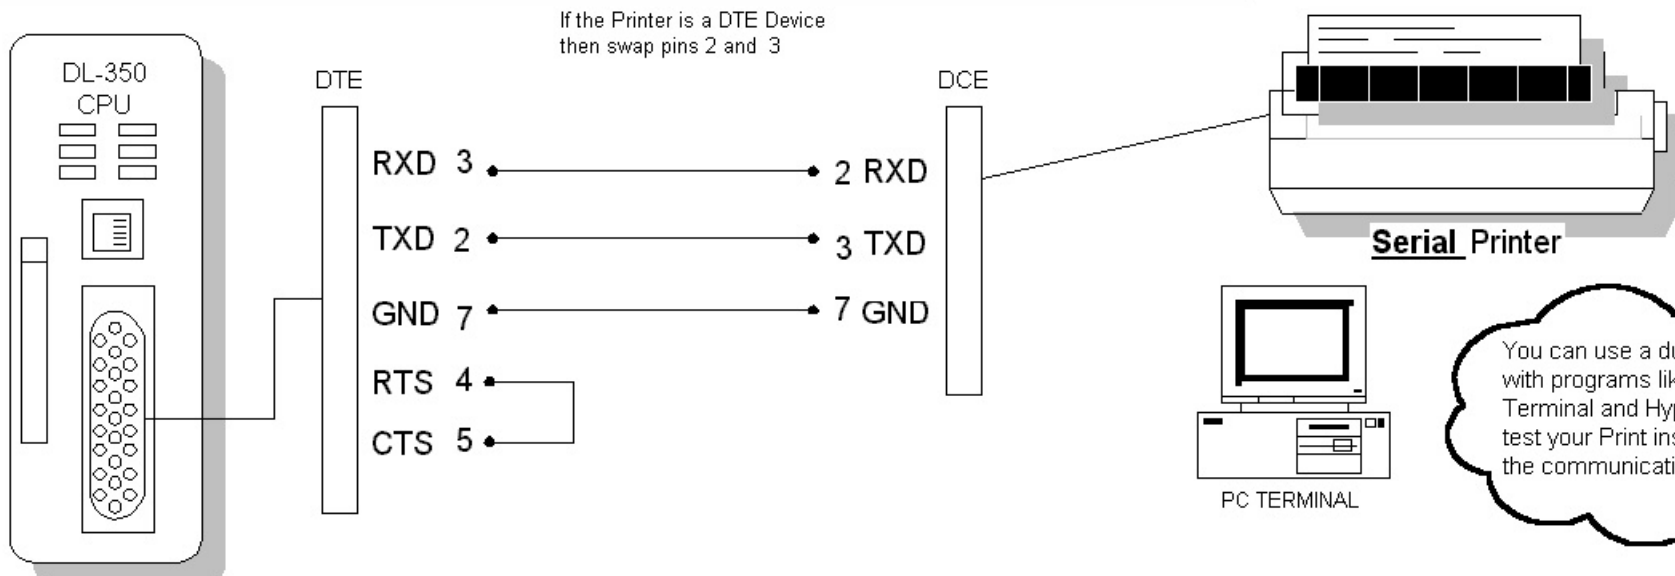 If the Printer is a DTE Device
then swap pins 2 and 3
DL-350
CPU
DTE
DCE
RXD 3
2 RXD
TXD 2
3 TXD
GND 7
7 GND
RTS 4
CTS 5
Serial Printer
PC TERMINAL
You can use a
with programs
Terminal and
test your Print
the